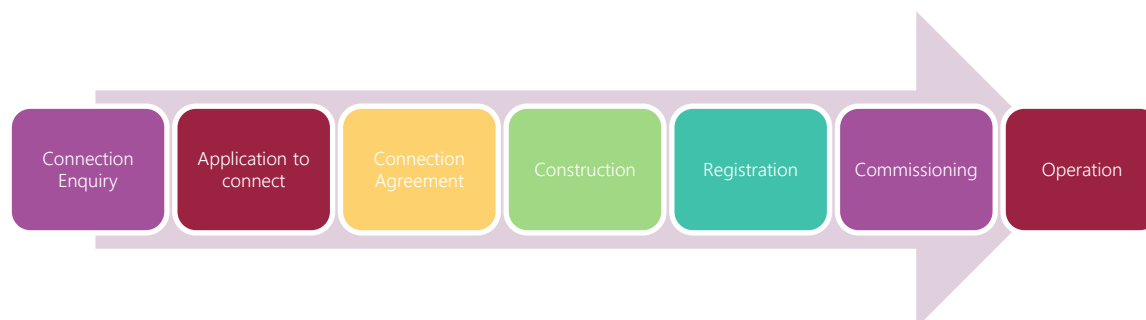 Connection
Enquiry
Application to
connect
Connection
Agreement
Construction
Registration
Commissioning
Operation